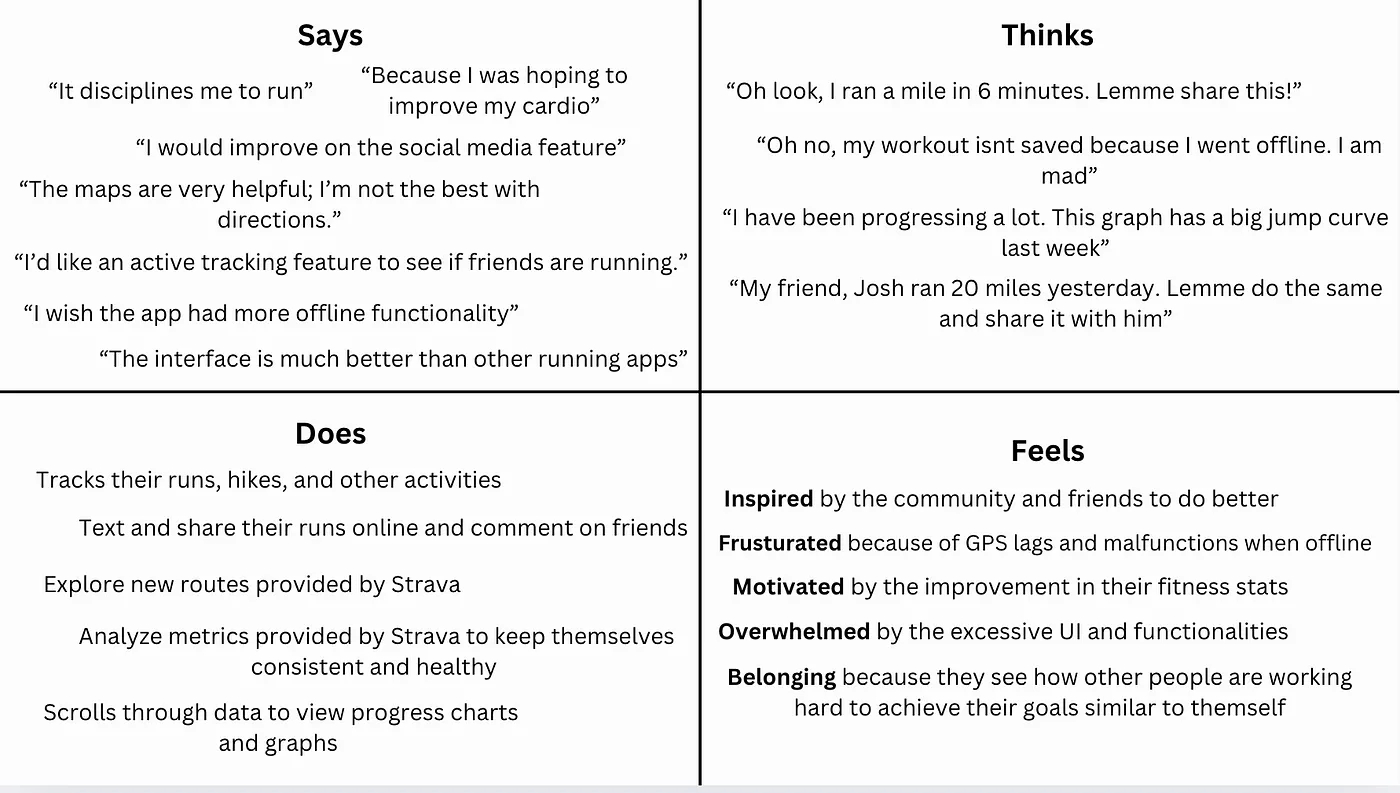 Says
“It disciplines me to run”
“Because I was hoping to
improve my cardio”
“I would improve on the social media feature”
“The maps are very helpful; I’m not the best with
directions.”
“I’d like an active tracking feature to see if friends are running.”
“I wish the app had more offline functionality”
“The interface is much better than other running apps”
Thinks
“Oh look, I ran a mile in 6 minutes. Lemme share this!”
“Oh no, my workout isnt saved because I went offline. I am
mad”
“I have been progressing a lot. This graph has a big jump curve
last week”
“My friend, Josh ran 20 miles yesterday. Lemme do the same
and share it with him”
Does
Tracks their runs, hikes, and other activities
Text and share their runs online and comment on friends
Explore new routes provided by Strava
Analyze metrics provided by Strava to keep themselves
consistent and healthy
Scrolls through data to view progress charts
and graphs
Feels
Inspired by the community and friends to do better
Frusturated because of GPS lags and malfunctions when offline
Motivated by the improvement in their fitness stats
Overwhelmed by the excessive UI and functionalities
Belonging because they see how other people are working
hard to achieve their goals similar to themself